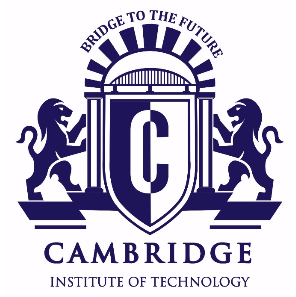 BRIDGE TO THE FUTURE
C
CAMBRIDGE
INSTITUTE OF TECHNOLOGY